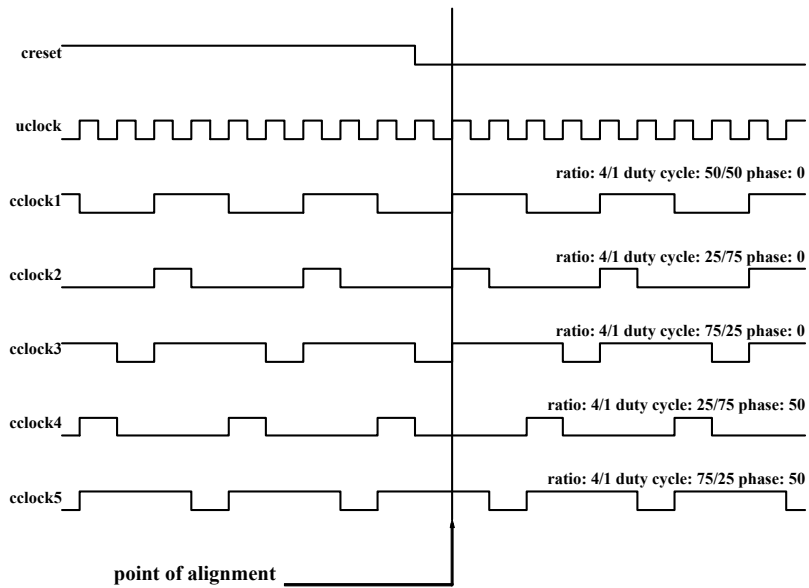 creset
uclock
ratio: 4/1 duty cycle: 50/50 phase: 0
cclock1
ratio: 4/1 duty cycle: 25/75 phase: 0
cclock2
ratio: 4/1 duty cycle: 75/25 phase: 0
cclock3
ratio: 4/1 duty cycle: 25/75 phase: 50
cclock4
ratio: 4/1 duty cycle: 75/25 phase: 50
cclock5
point of alignment